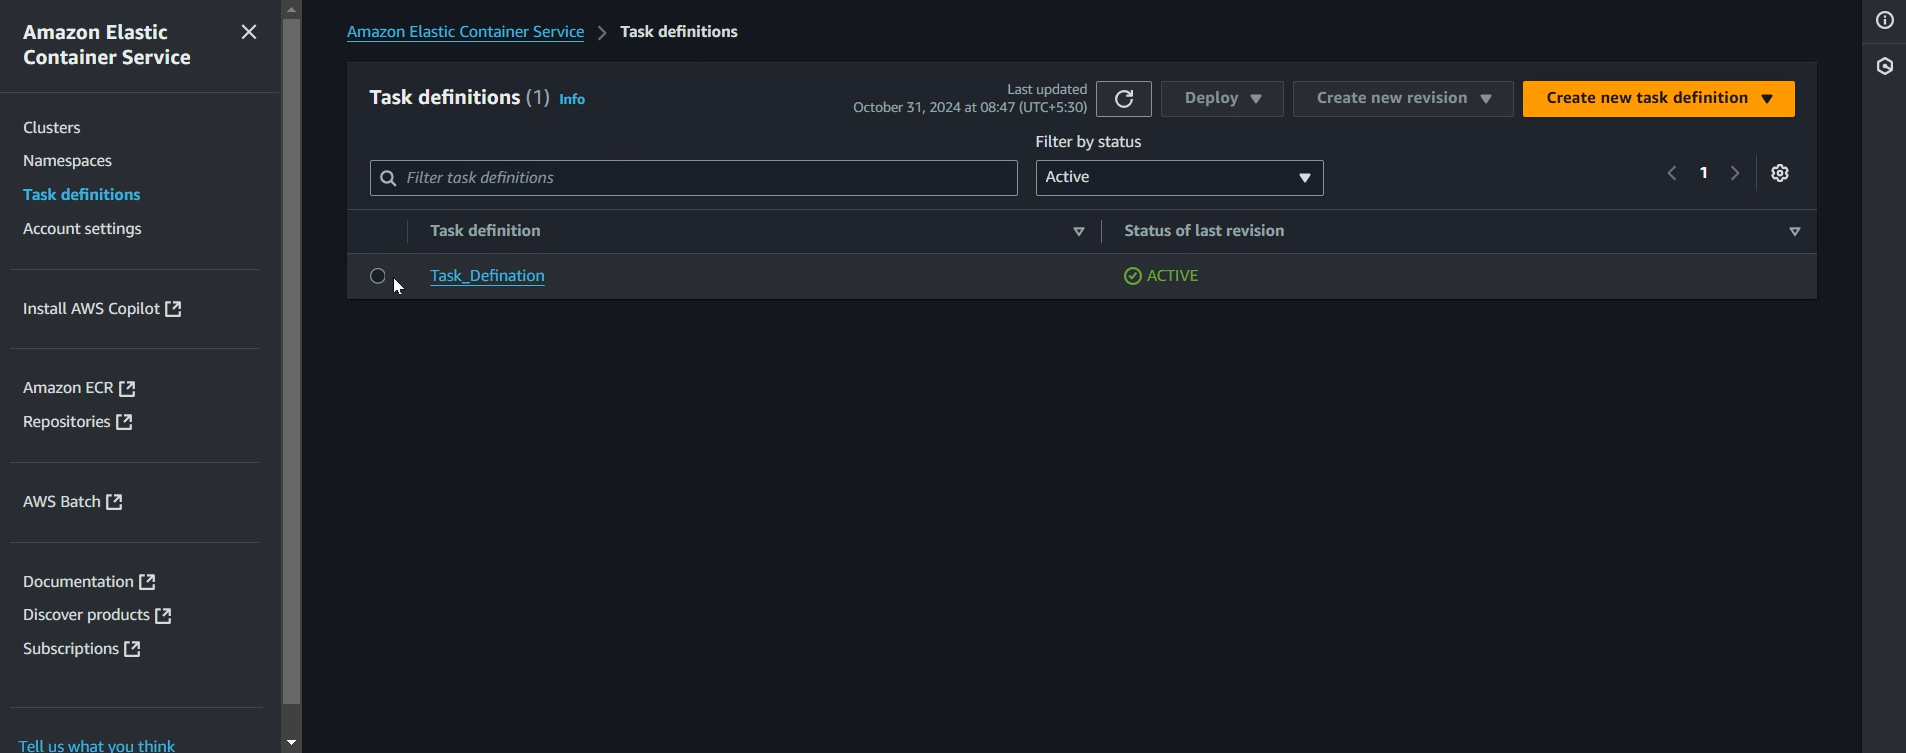 Amazon Elastic
Container Service
Clusters
Namespaces
Task definitions
Account settings
Install AWS Copilot
Amazon ECR
Repositories
AWS Batch
Documentation
Discover products
Subscriptions
Tell us what you think
Amazon Elastic Container Service > Task definitions
Task definitions (1) Info
Last updated
October 31, 2024 at 08:47 (UTC+5:30)
Deploy
Create new revision
Create new task definition
Filter by status
Filter task definitions
Active
1
Task definition
Status of last revision
Task_Defination
ACTIVE